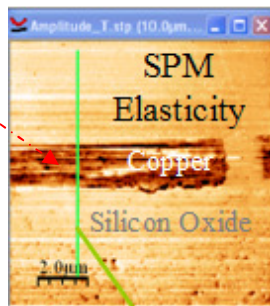 Amplitude_T.stp (10.0µm...
SPM
Elasticity
Copper
Silicon Oxide
2.0µm